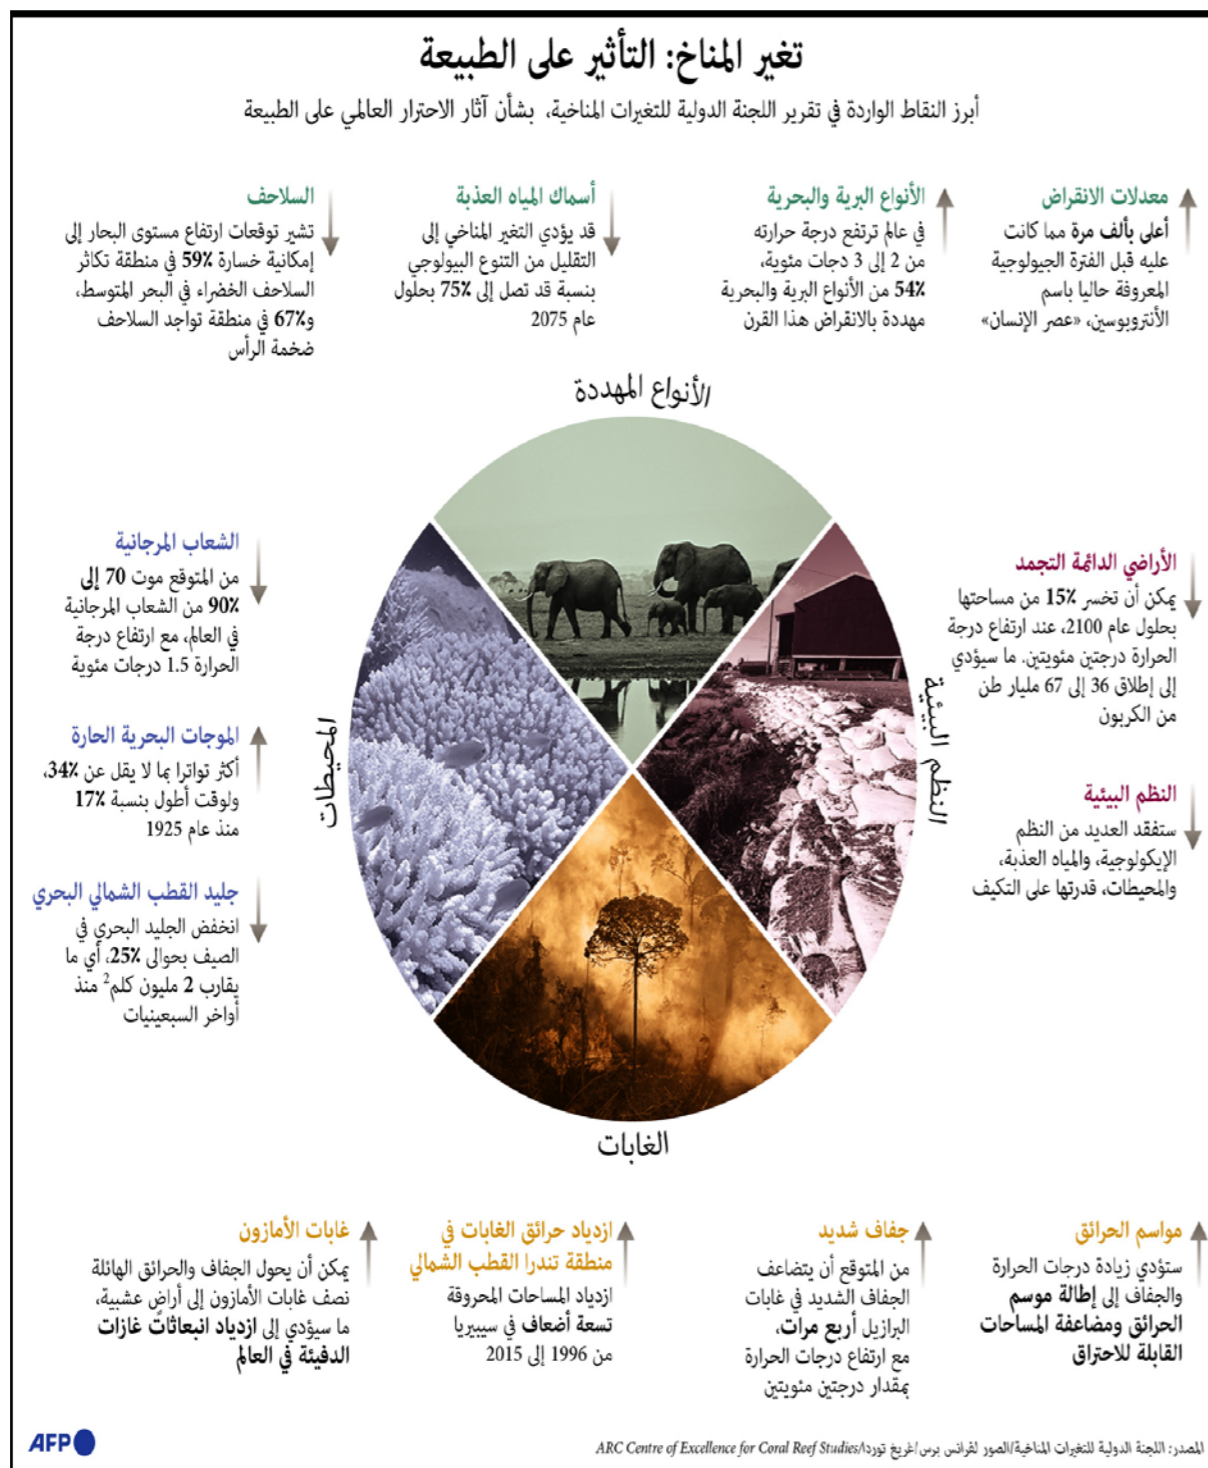 تغير المناخ: التأثير على الطبيعة
أبرز النقاط الواردة في تقرير اللجنة الدولية للتغيرات المناخية، بشأن آثار الاحترار العالمي على الطبيعة
معدلات الانقراض
أعلى بألف مرة مما كانت
عليه قبل الفترة الجيولوجية
المعروفة حاليا باسم
الأنتروبوسين، «عصر الإنسان»
الأنواع البرية والبحرية
في عالم ترتفع درجة حرارته
من 2 إلى 3 دجات مئوية،
54% من الأنواع البرية والبحرية
مهددة بالانقراض هذا القرن
أسماك المياه العذبة
قد يؤدي التغير المناخي إلى
التقليل من التنوع البيولوجي
بنسبة قد تصل إلى 75% بحلول
عام 2075
السلاحف
تشير توقعات ارتفاع مستوى البحار إلى
إمكانية خسارة 59% في منطقة تكاثر
السلاحف الخضراء في البحر المتوسط،
و67% في منطقة تواجد السلاحف
ضخمة الرأس
الأنواع المهددة
الأراضي الدائمة التجمد
يمكن أن تخسر 15% من مساحتها
بحلول عام 2100، عند ارتفاع درجة
الحرارة درجتين مئويتين. ما سيؤدي
إلى إطلاق 36 إلى 67 مليار طن
من الكربون
النظم البيئية
النظم البيئية
ستفقد العديد من النظم
الإيكولوجية، والمياه العذبة،
والمحيطات، قدرتها على التكيف
الشعاب المرجانية
من المتوقع موت 70 إلى
90% من الشعاب المرجانية
في العالم، مع ارتفاع درجة
الحرارة 1.5 درجات مئوية
المحيطات
الموجات البحرية الحارة
أكثر تواترا بما لا يقل عن 34%،
ولوقت أطول بنسبة 17%
منذ عام 1925
جليد القطب الشمالي البحري
انخفض الجليد البحري في
الصيف بحوالى 25%، أي ما
يقارب 2 مليون كلم² منذ
أواخر السبعينيات
الغابات
مواسم الحرائق
ستؤدي زيادة درجات الحرارة
والجفاف إلى إطالة موسم
الحرائق ومضاعفة المساحات
القابلة للاحتراق
جفاف شديد
من المتوقع أن يتضاعف
الجفاف الشديد في غابات
البرازيل أربع مرات،
مع ارتفاع درجات الحرارة
بمقدار درجتين مئويتين
ازدياد حرائق الغابات في
منطقة تندرا القطب الشمالي
ازدياد المساحات المحروقة
تسعة أضعاف في سيبيريا
من 1996 إلى 2015
غابات الأمازون
يمكن أن يحول الجفاف والحرائق الهائلة
نصف غابات الأمازون إلى أراضٍ عشبية،
ما سيؤدي إلى ازدياد انبعاثات غازات
الدفيئة في العالم
المصدر: اللجنة الدولية للتغيرات المناخية/الصور لفرانس برس/غريغ توردا/ARC Centre of Excellence for Coral Reef Studies
AFP